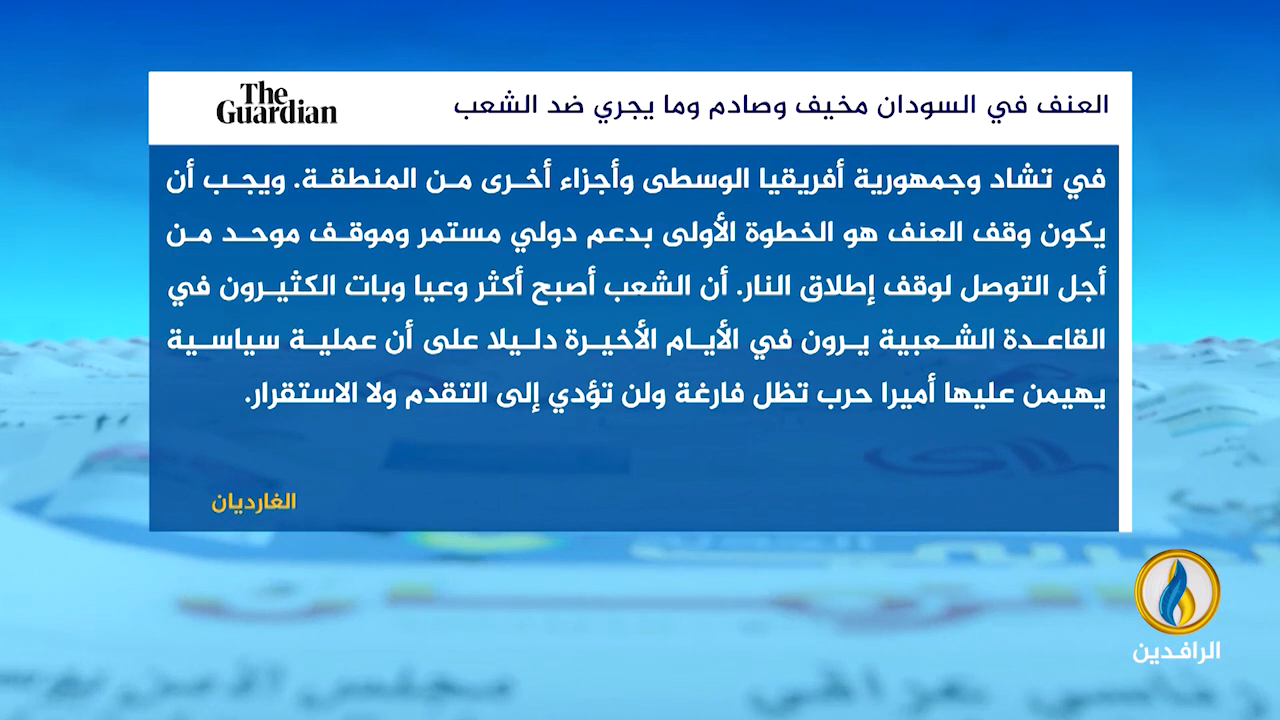 The
Guardian
العنف في السودان مخيف وصادم وما يجري ضد الشعب
في تشاد وجمهورية أفريقيا الوسطى وأجزاء أخرى من المنطقة. ويجب أن
يكون وقف العنف هو الخطوة الأولى بدعم دولي مستمر وموقف موحد من
أجل التوصل لوقف إطلاق النار. أن الشعب أصبح أكثر وعيا وبات الكثيرون في
القاعدة الشعبية يرون في الأيام الأخيرة دليلا على أن عملية سياسية
يهيمن عليها أميرا حرب تظل فارغة ولن تؤدي إلى التقدم ولا الاستقرار.
الغارديان
الرافدين
مجلس الأمن